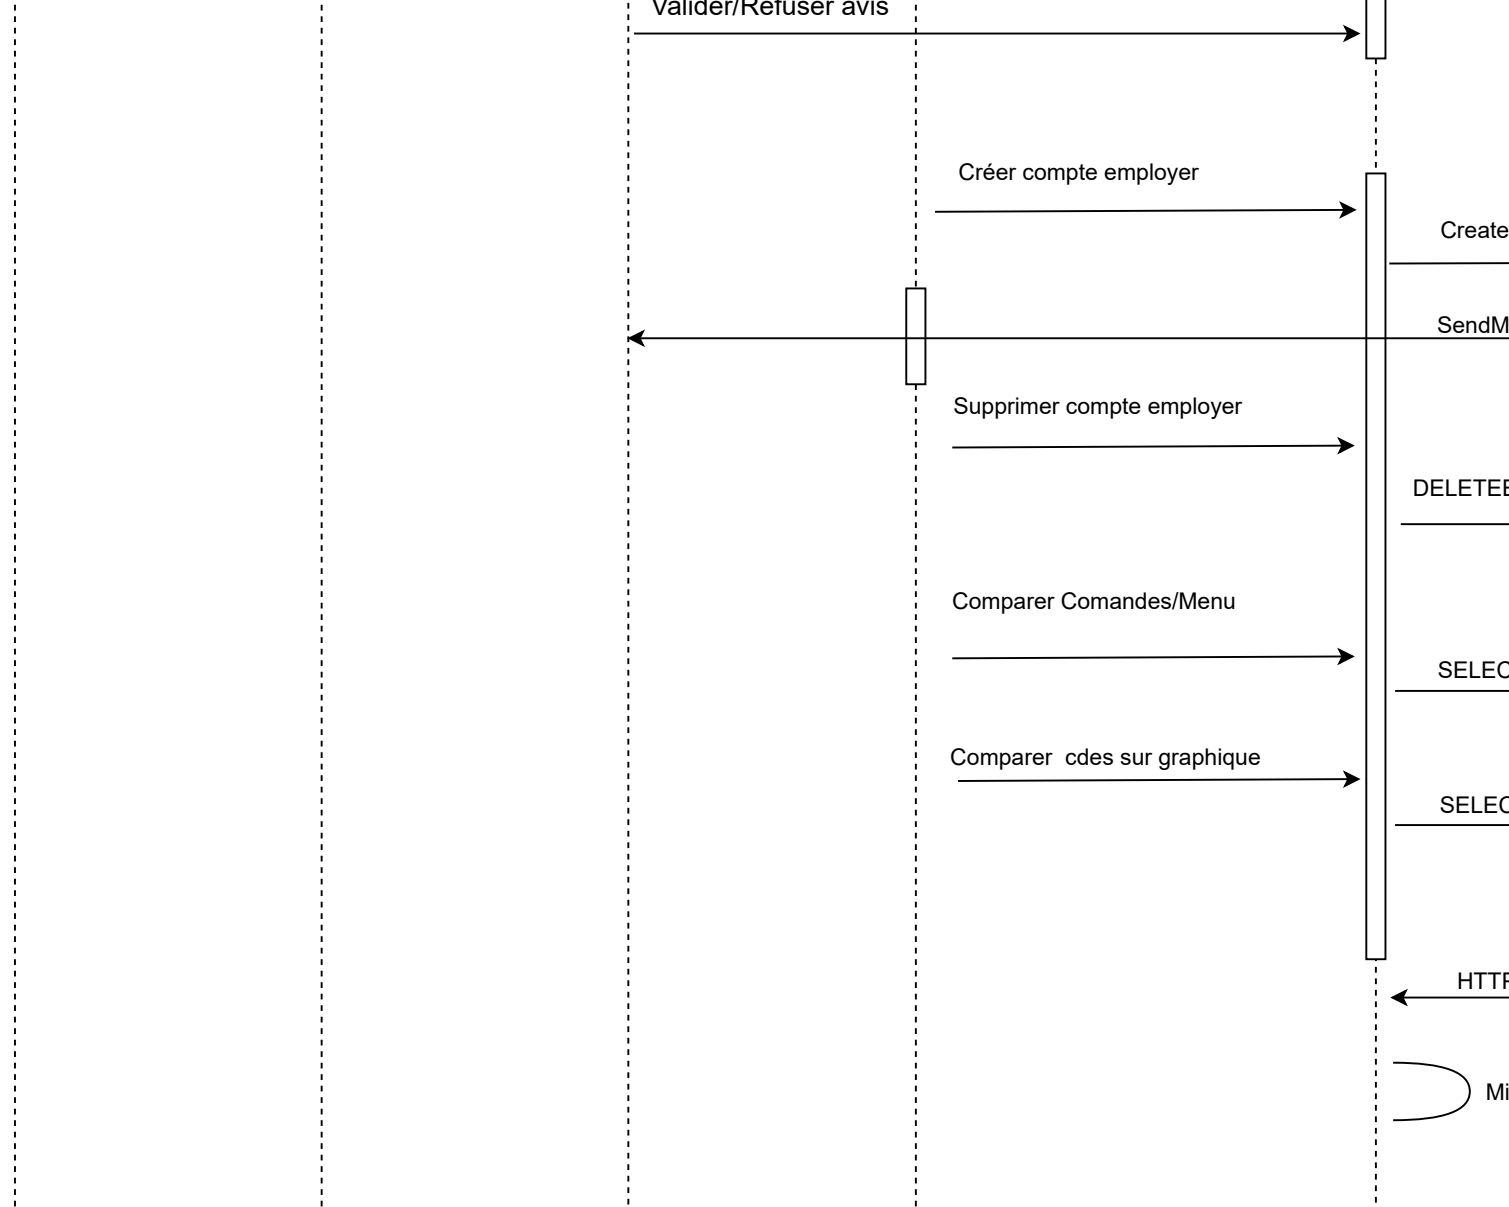 Valider/Refuser avis
Créer compte employer
Create
SendM
Supprimer compte employer
DELETEE
Comparer Comandes/Menu
SELEC
Comparer  cdes sur graphique
SELEC
HTTP
Mi